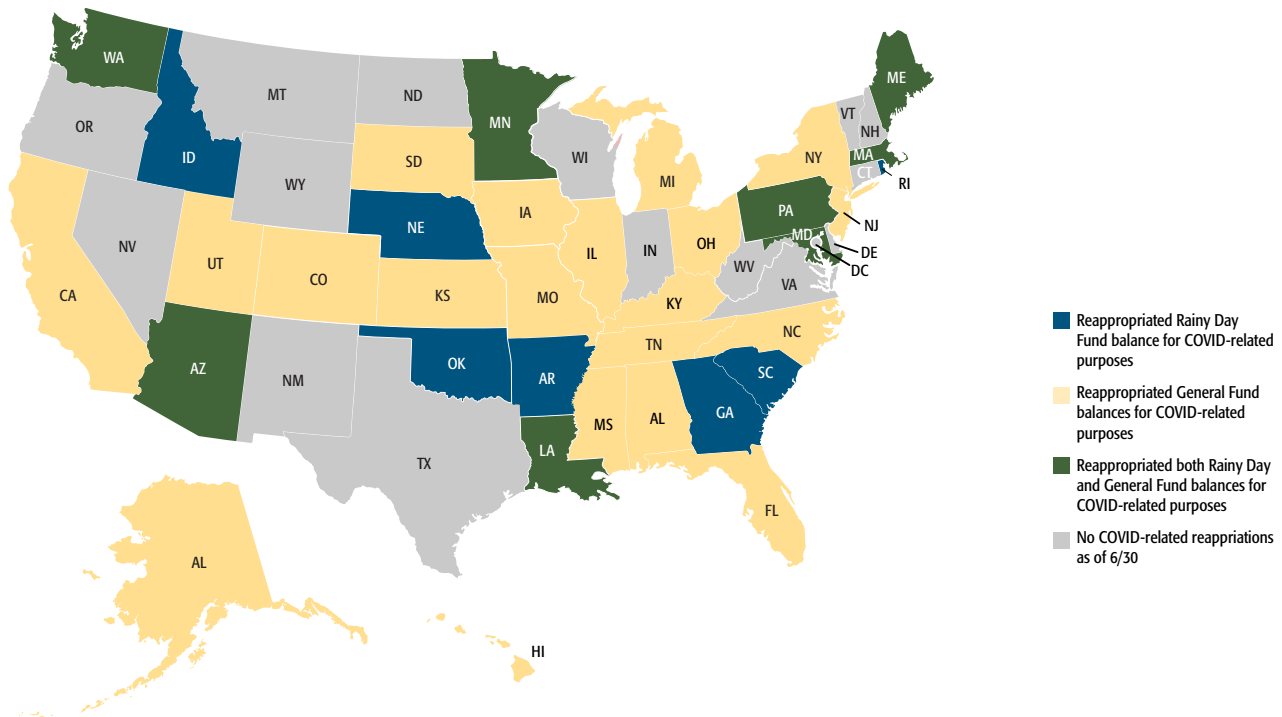 WA
ME
MT
ND
MN
VT
NH
OR
ID
WI
MA
NY
SD
CT
WY
MI
RI
PA
IA
NE
NJ
MD
OH
NV
IL
IN
DE
UT
WV
DC
CO
VA
CA
KS
MO
KY
NC
TN
OK
AZ
AR
SC
NM
GA
MS
AL
LA
TX
FL
AL
HI
Reappropriated Rainy Day
Fund balance for COVID-related
purposes
Reappropriated General Fund
balances for COVID-related
purposes
Reappropriated both Rainy Day
and General Fund balances for
COVID-related purposes
No COVID-related reappriations
as of 6/30